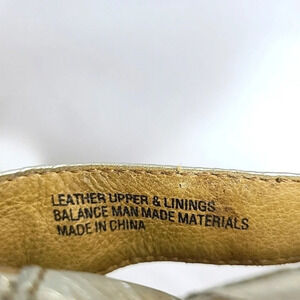 LEATHER UPPER & LININGS
BALANCE MAN MADE MATERIALS
MADE IN CHINA